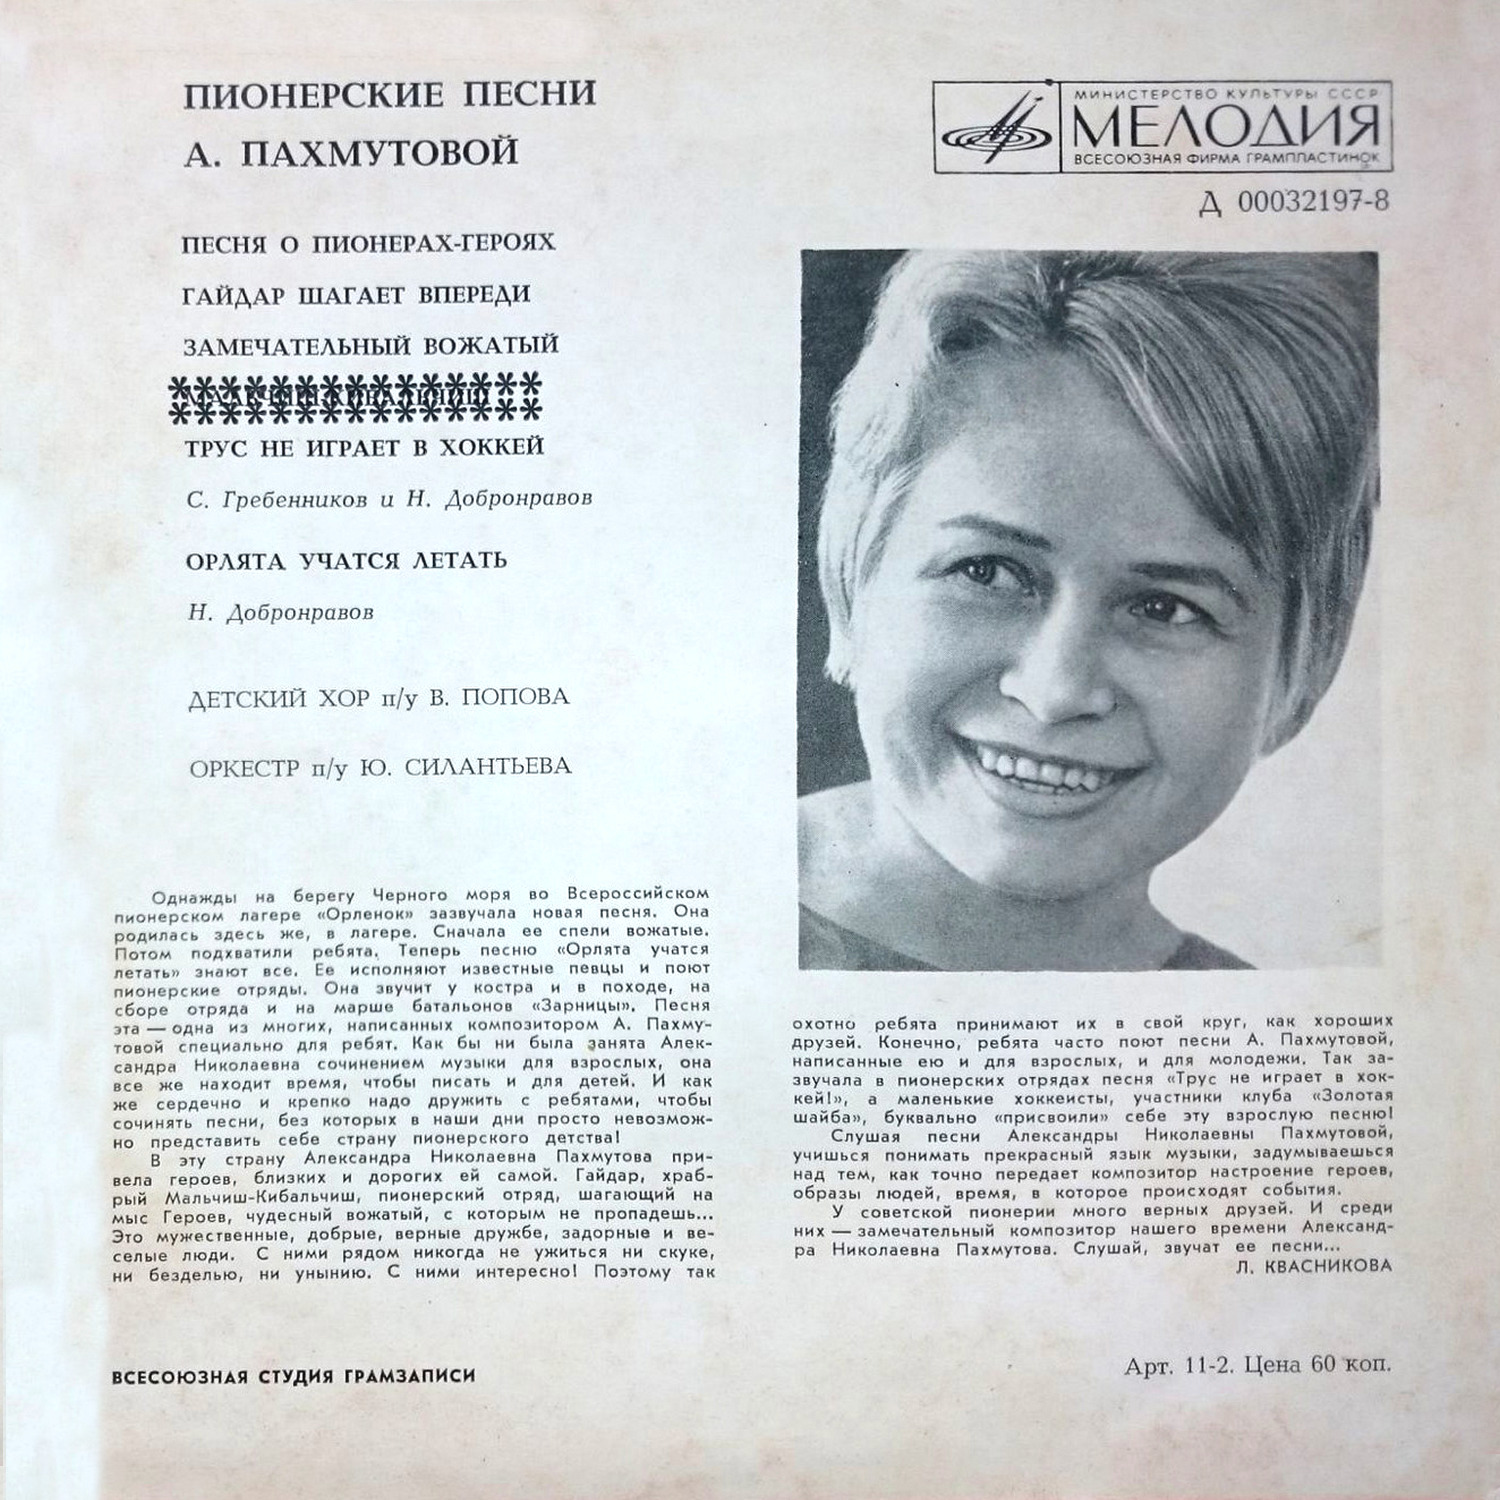 ПИОНЕРСКИЕ ПЕСНИ
А. ПАХМУТОВОЙ
ПЕСНЯ О ПИОНЕРАХ-ГЕРОЯХ
ГАЙДАР ШАГАЕТ ВПЕРЕДИ
ЗАМЕЧАТЕЛЬНЫЙ ВОЖАТЫЙ
ТРУС НЕ ИГРАЕТ В ХОККЕЙ
С. Гребенников и Н. Добронравов
ОРЛЯТА УЧАТСЯ ЛЕТАТЬ
Н. Добронравов
ДЕТСКИЙ ХОР п/у В. ПОПОВА
ОРКЕСТР п/у Ю. СИЛАНТЬЕВА
МИНИСТЕРСТВО КУЛЬТУРЫ СССР
МЕЛОДИЯ
ВСЕСОЮЗНАЯ ФИРМА ГРАМПЛАСТИНОК
Д 00032197-8
Однажды на берегу Черного моря во Всероссийском
пионерском лагере «Орленок» зазвучала новая песня. Она
родилась здесь же, в лагере. Сначала ее спели вожатые.
Потом подхватили ребята. Теперь песню «Орлята учатся
летать» знают все. Ее исполняют известные певцы и поют
пионерские отряды. Она звучит у костра и в походе, на
сборе отряда и на марше батальонов «Зарницы». Песня
эта — одна из многих, написанных композитором А. Пахму-
товой специально для ребят. Как бы ни была занята Алек-
сандра Николаевна сочинением музыки для взрослых, она
все же находит время, чтобы писать и для детей. И как
же сердечно и крепко надо дружить с ребятами, чтобы
сочинять песни, без которых в наши дни просто невозмож-
но представить себе страну пионерского детства!
В эту страну Александра Николаевна Пахмутова при-
вела героев, близких и дорогих ей самой. Гайдар, храб-
рый Мальчиш-Кибальчиш, пионерский отряд, шагающий на
мыс Героев, чудесный вожатый, с которым не пропадешь...
Это мужественные, добрые, верные дружбе, задорные и ве-
селые люди. С ними рядом никогда не ужиться ни скуке,
ни безделью, ни унынию. С ними интересно! Поэтому так
охотно ребята принимают их в свой круг, как хороших
друзей. Конечно, ребята часто поют песни А. Пахмутовой,
написанные ею и для взрослых, и для молодежи. Так за-
звучала в пионерских отрядах песня «Трус не играет в хок-
кей!», а маленькие хоккеисты, участники клуба «Золотая
шайба», буквально «присвоили» себе эту взрослую песню!
Слушая песни Александры Николаевны Пахмутовой,
учишься понимать прекрасный язык музыки, задумываешься
над тем, как точно передает композитор настроение героев,
образы людей, время, в которое происходят события.
У советской пионерии много верных друзей. И среди
них — замечательный композитор нашего времени Александ-
ра Николаевна Пахмутова. Слушай, звучат ее песни...
Л. КВАСНИКОВА
ВСЕСОЮЗНАЯ СТУДИЯ ГРАМЗАПИСИ
Арт. 11-2. Цена 60 коп.